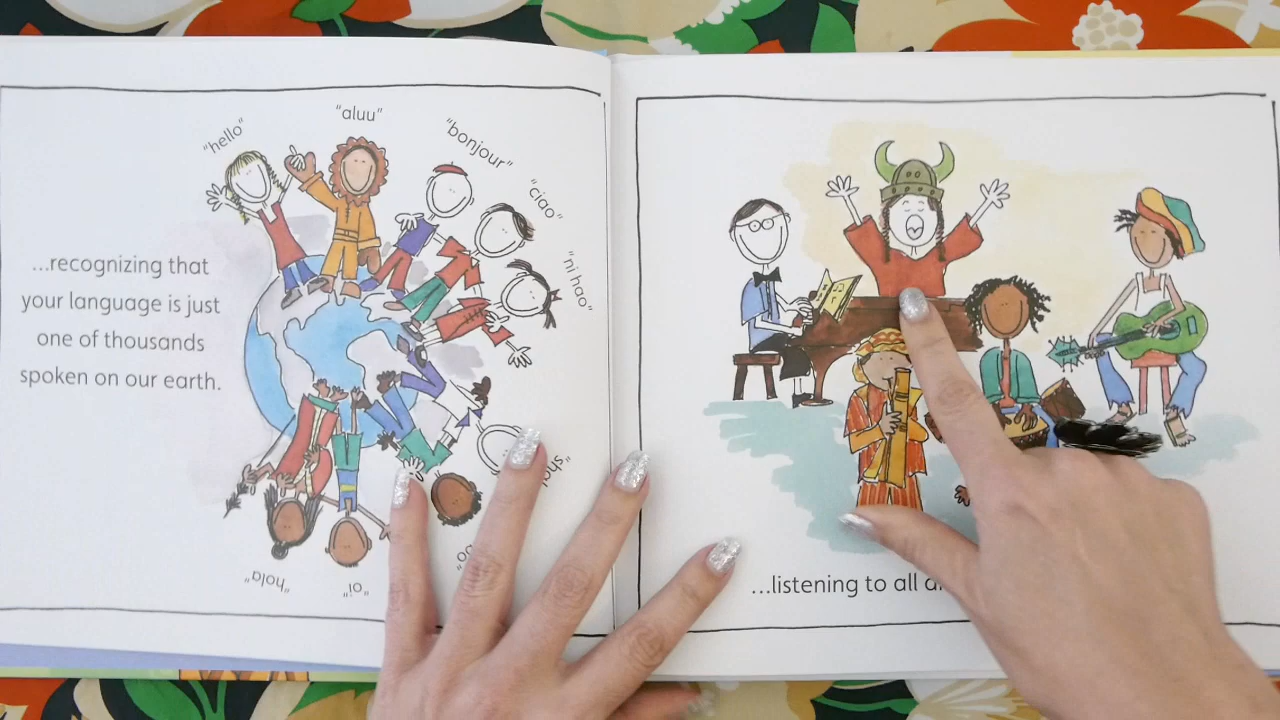 "hello"
"aluu"
"bonjour"
"ciao"
"ni hao"
...recognizing that
your language is just
one of thousands
spoken on our earth.
"hola"
"oi"
...listening to all